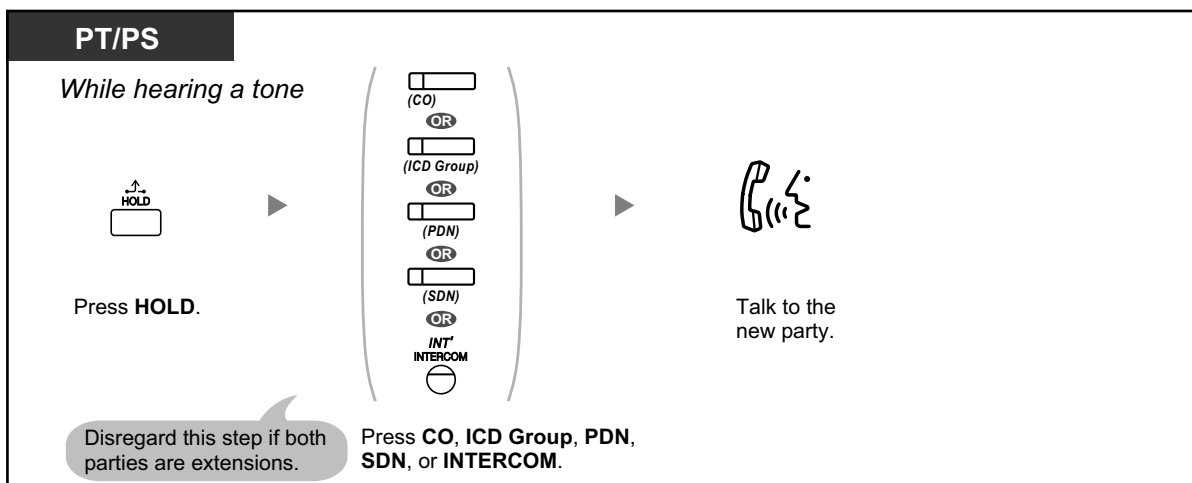 PT/PS
While hearing a tone
(CO)
OR
(ICD Group)
OR
(PDN)
OR
(SDN)
OR
INT'
INTERCOM
HOLD
Press HOLD.
Disregard this step if both
parties are extensions.
Press CO, ICD Group, PDN,
SDN, or INTERCOM.
Talk to the
new party.